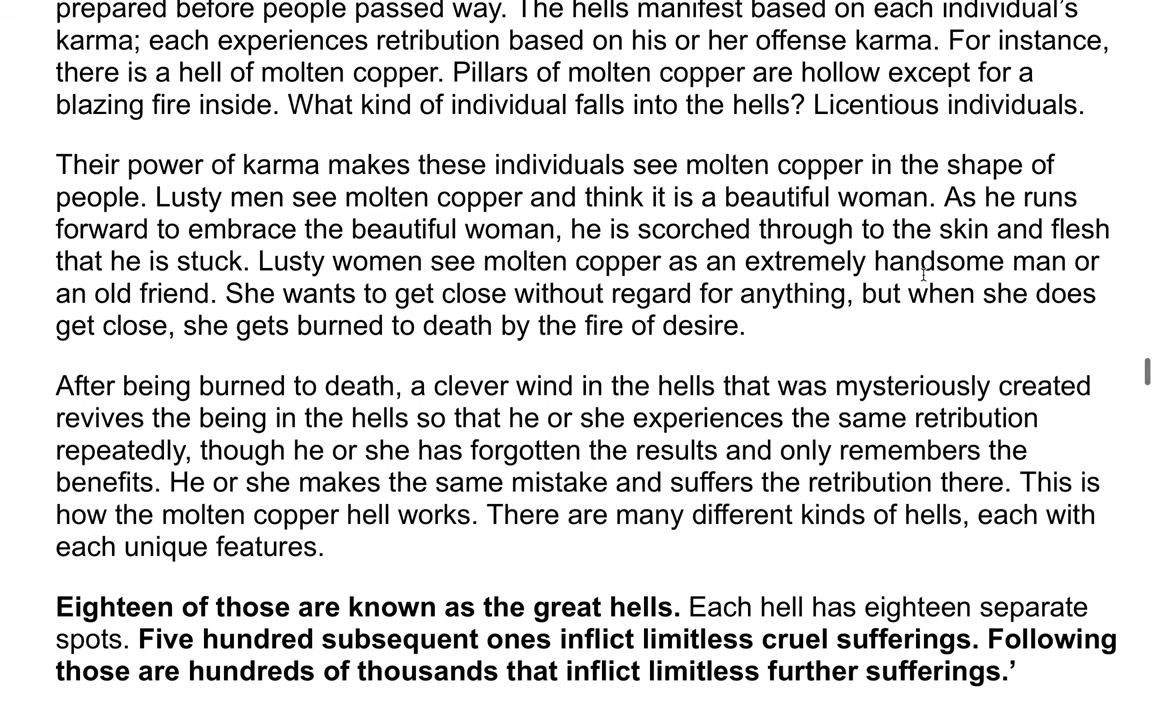 prepared before people passed way. The hells manifest based on each individual's
karma; each experiences retribution based on his or her offense karma. For instance,
there is a hell of molten copper. Pillars of molten copper are hollow except for a
blazing fire inside. What kind of individual falls into the hells? Licentious individuals.
Their power of karma makes these individuals see molten copper in the shape of
people. Lusty men see molten copper and think it is a beautiful woman. As he runs
forward to embrace the beautiful woman, he is scorched through to the skin and flesh
that he is stuck. Lusty women see molten copper as an extremely handsome man or
an old friend. She wants to get close without regard for anything, but when she does
get close, she gets burned to death by the fire of desire.
After being burned to death, a clever wind in the hells that was mysteriously created
revives the being in the hells so that he or she experiences the same retribution
repeatedly, though he or she has forgotten the results and only remembers the
benefits. He or she makes the same mistake and suffers the retribution there. This is
how the molten copper hell works. There are many different kinds of hells, each with
each unique features.
Eighteen of those are known as the great hells. Each hell has eighteen separate
spots. Five hundred subsequent ones inflict limitless cruel sufferings. Following
those are hundreds of thousands that inflict limitless further sufferings.’